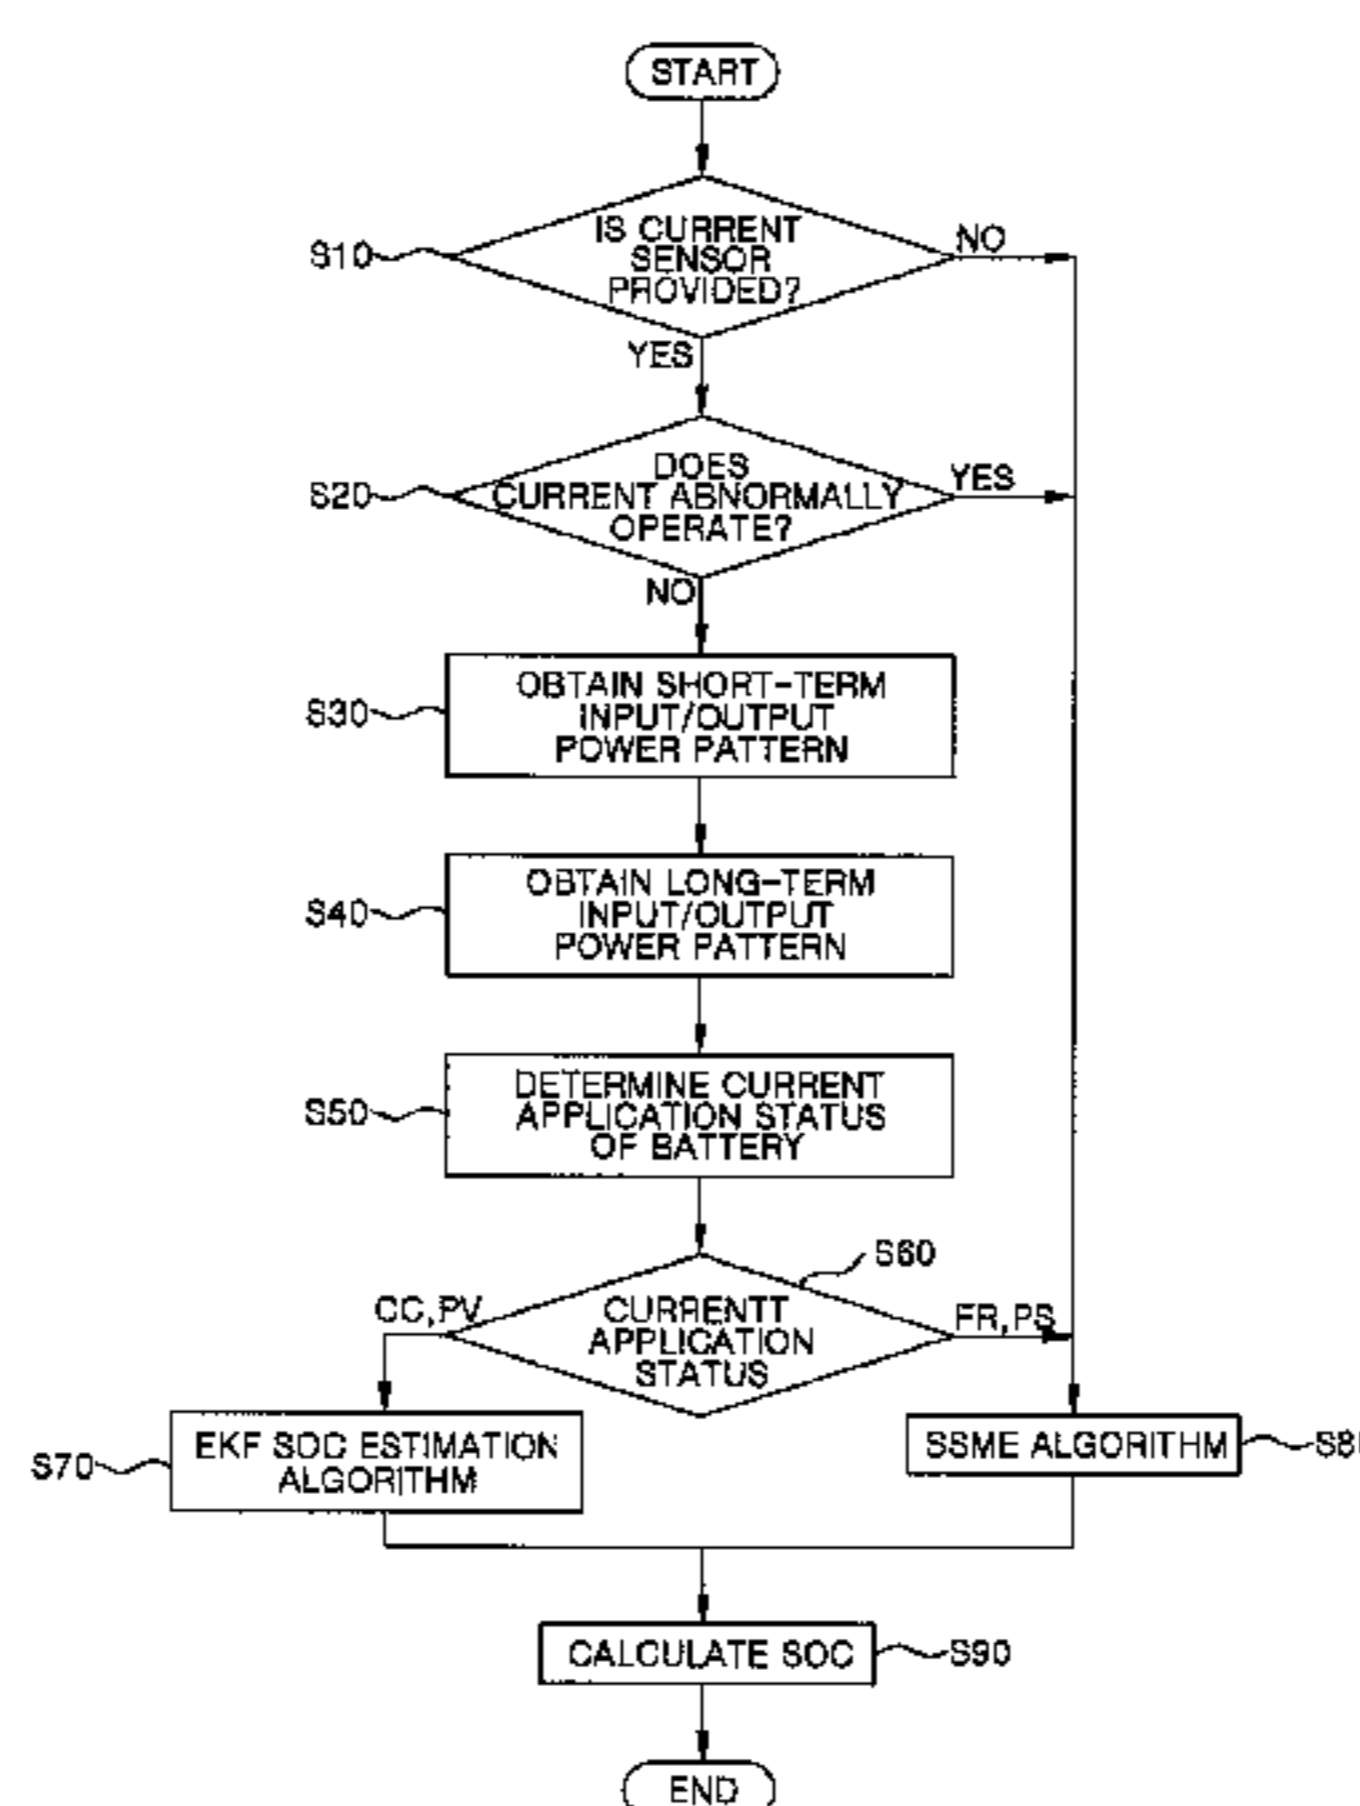 START
IS CURRENT
SENSOR
PROVIDED?
S10
NO
YES
DOES
CURRENT ABNORMALLY
OPERATE?
S20
YES
NO
OBTAIN SHORT-TERM
INPUT/OUTPUT
POWER PATTERN
S30
OBTAIN LONG-TERM
INPUT/OUTPUT
POWER PATTERN
S40
DETERMINE CURRENT
APPLICATION STATUS
OF BATTERY
S50
S60
CC,PV
CURRENTT
APPLICATION
STATUS
FR,PS
EKF SOC ESTIMATION
ALGORITHM
S70
SSME ALGORITHM
CALCULATE SOC
S90
END